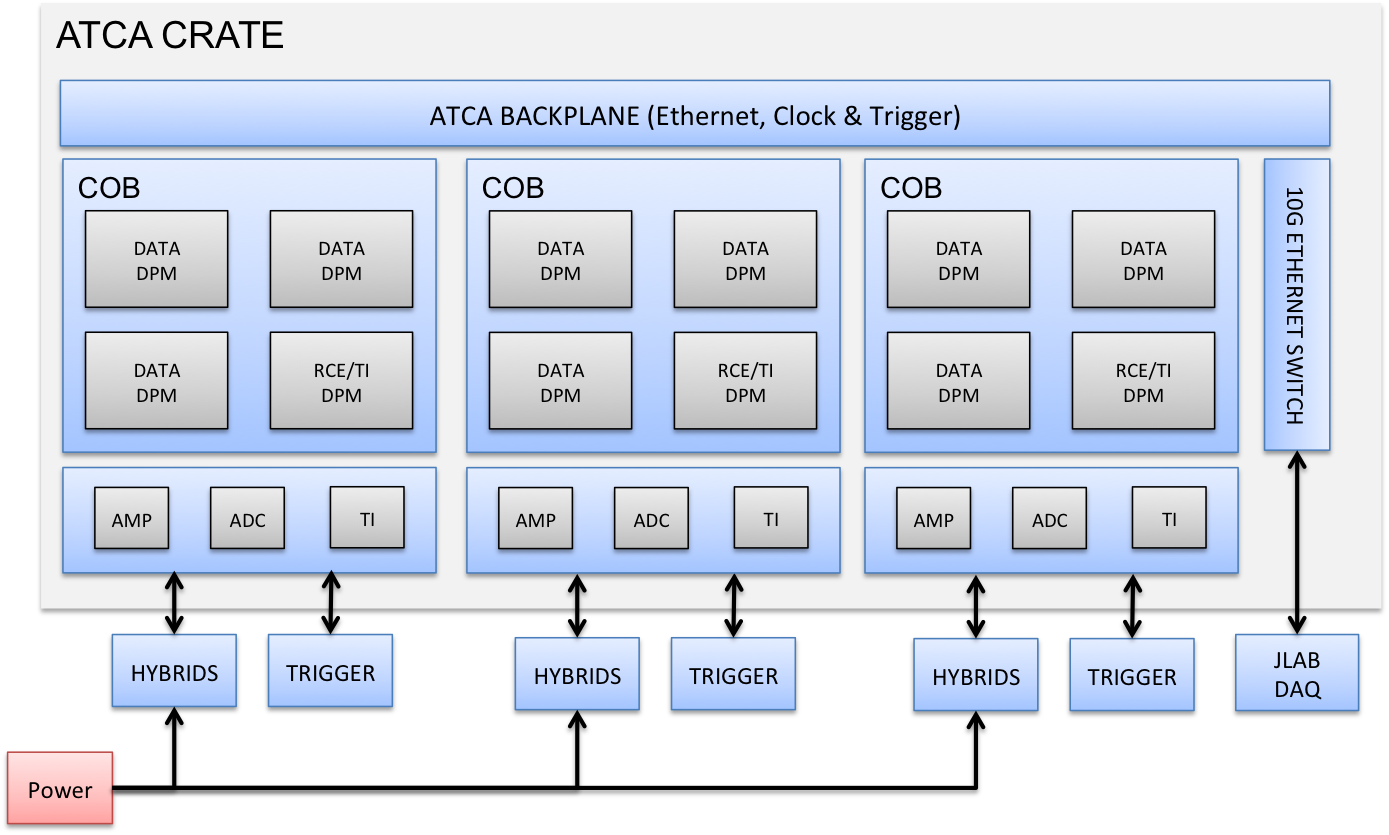 ATCA CRATE
ATCA BACKPLANE (Ethernet, Clock & Trigger)
COB
DATA
DPM
DATA
DPM
DATA
DPM
RCE/TI
DPM
COB
DATA
DPM
DATA
DPM
DATA
DPM
RCE/TI
DPM
COB
DATA
DPM
DATA
DPM
DATA
DPM
RCE/TI
DPM
10G ETHERNET SWITCH
AMP
ADC
TI
AMP
ADC
TI
AMP
ADC
TI
HYBRIDS
TRIGGER
HYBRIDS
TRIGGER
HYBRIDS
TRIGGER
JLAB
DAQ
Power